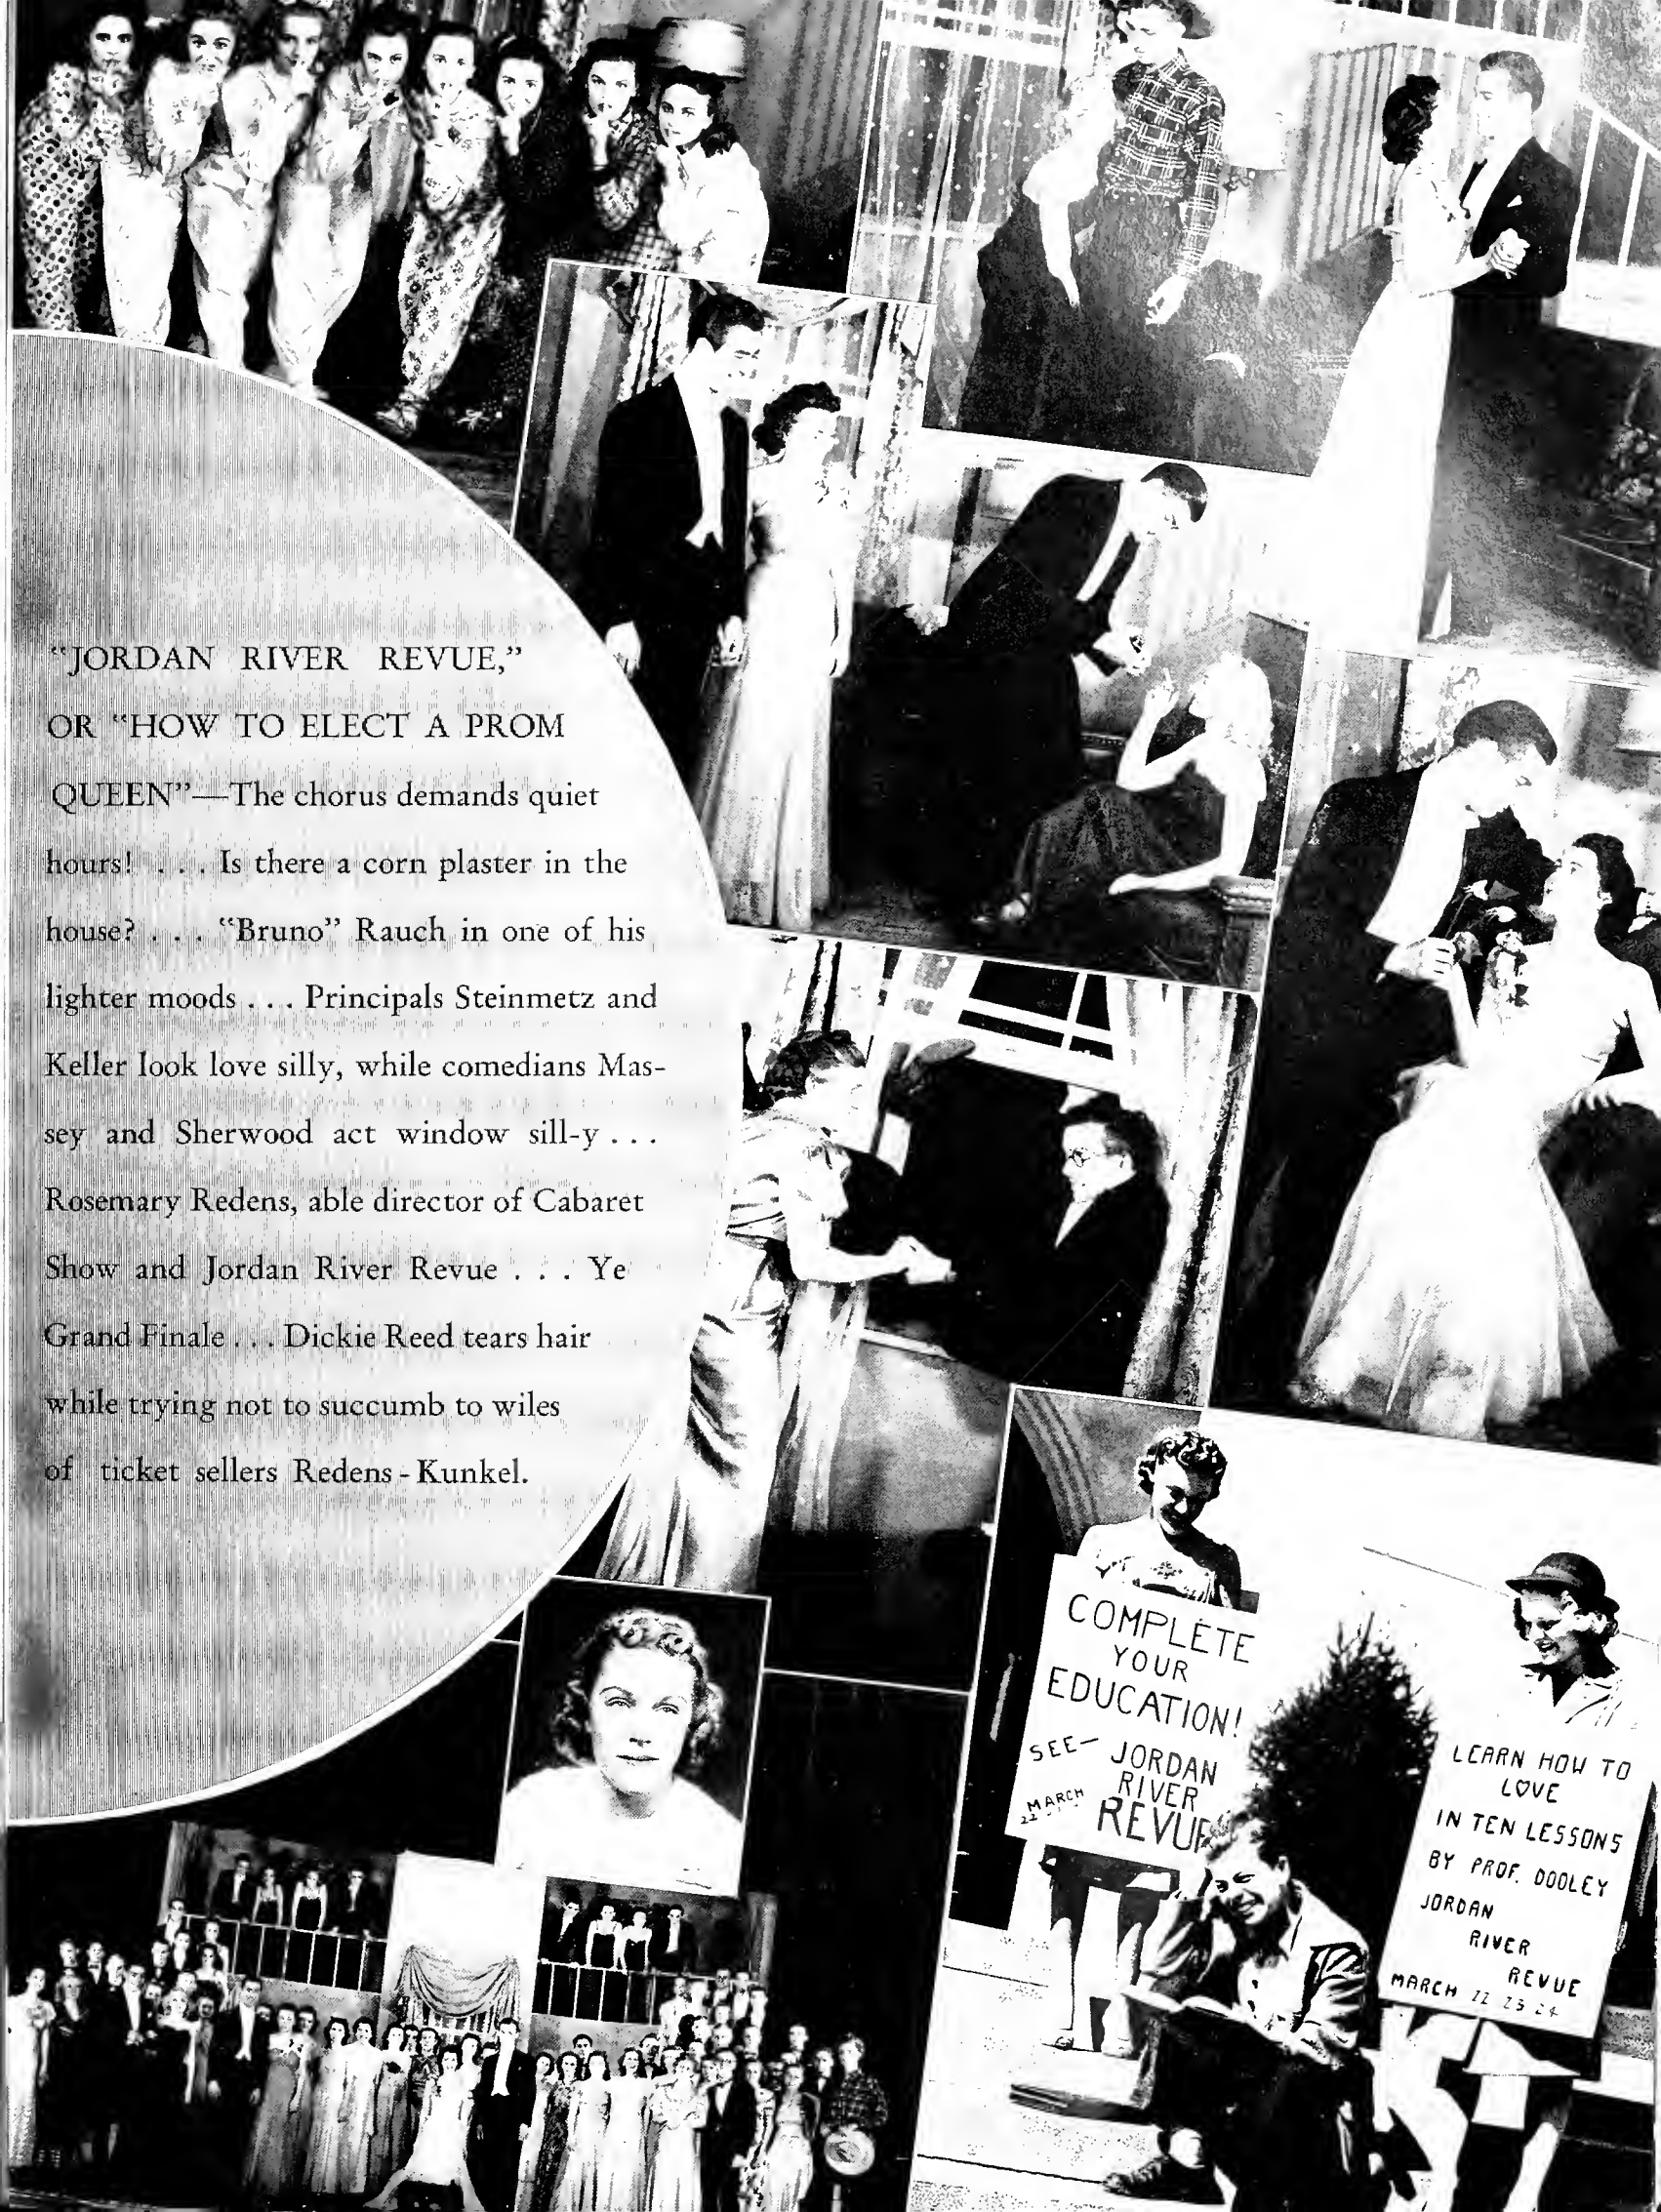 “JORDAN RIVER REVUE,”
OR “HOW TO ELECT A PROM
QUEEN”—The chorus demands quiet
hours! . . . Is there a corn plaster in the
house? . . . “Bruno” Rauch in one of his
lighter moods . . . Principals Steinmetz and
Keller look love silly, while comedians Mas-
sey and Sherwood act window sill-y . . .
Rosemary Redens, able director of Cabaret
Show and Jordan River Revue . . . Ye
Grand Finale . . . Dickie Reed tears hair
while trying not to succumb to wiles
of ticket sellers Redens - Kunkel.
COMPLETE
YOUR
EDUCATION!
SEE— JORDAN
RIVER
MARCH
22
REVUE
LEARN HOW TO
LOVE
IN TEN LESSONS
BY PROF. DOOLEY
JORDAN
RIVER
REVUE
MARCH 22 23 24